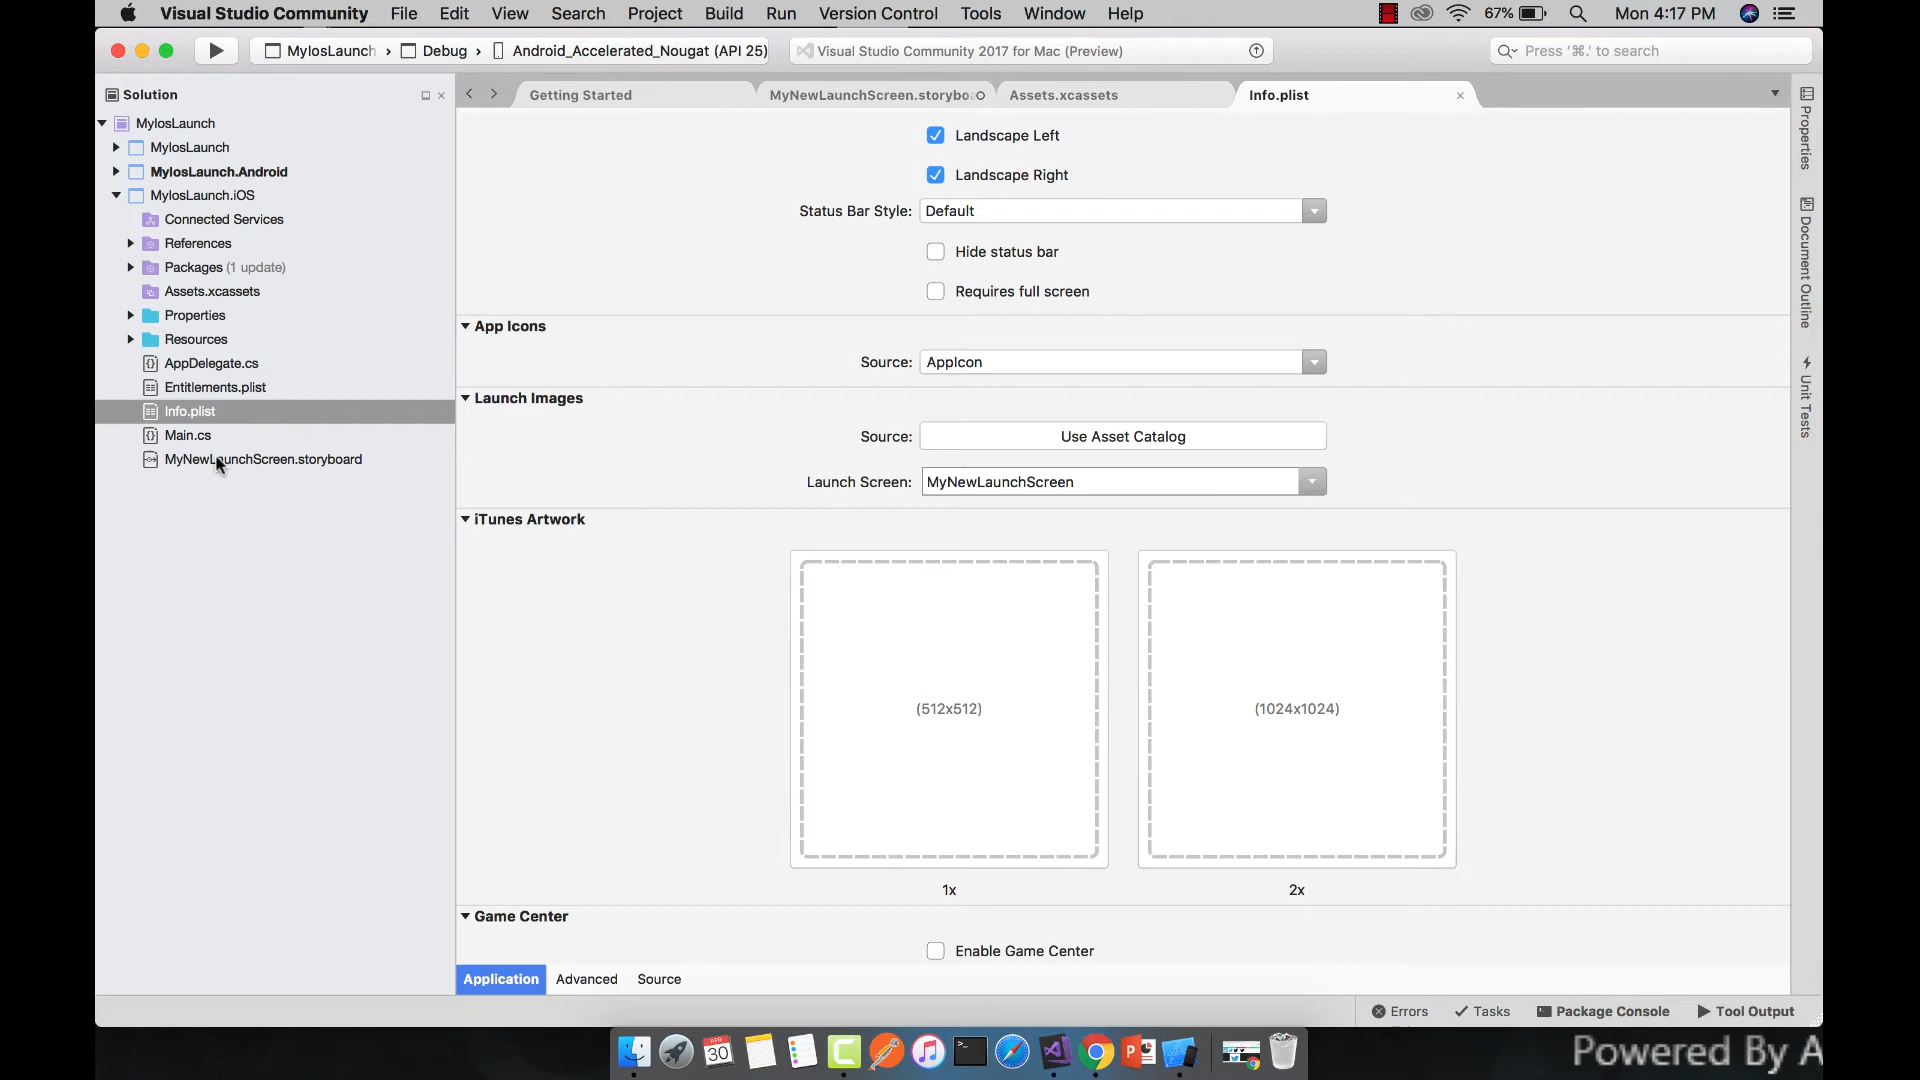 Visual Studio Community File Edit View Search Project Build Run Version Control Tools Window Help 67% Mon 4:17 PM
MyIosLaunch › Debug › Android_Accelerated_Nougat (API 25) Visual Studio Community 2017 for Mac (Preview) Press '⌘.' to search
Solution
Getting Started MyNewLaunchScreen.storybo Assets.xcassets Info.plist
MyIosLaunch
MyIosLaunch
MyIosLaunch.Android
MyIosLaunch.iOS
Connected Services
References
Packages (1 update)
Assets.xcassets
Properties
Resources
AppDelegate.cs
Entitlements.plist
Info.plist
Main.cs
MyNewLaunchScreen.storyboard
Landscape Left
Landscape Right
Status Bar Style: Default
Hide status bar
Requires full screen
App Icons
Source: AppIcon
Launch Images
Source: Use Asset Catalog
Launch Screen: MyNewLaunchScreen
iTunes Artwork
(512x512) (1024x1024)
1x 2x
Game Center
Enable Game Center
Application Advanced Source
Properties
Document Outline
Unit Tests
Errors Tasks Package Console Tool Output
APR
30
Powered By A